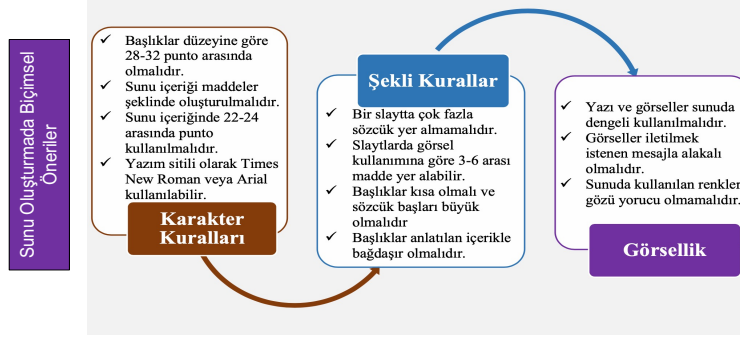 Sunu Oluşturmada Biçimsel
Öneriler
✓ Başlıklar düzeyine göre
28-32 punto arasında
olmalıdır.
✓ Sunu içeriği maddeler
şeklinde oluşturulmalıdır.
✓ Sunu içeriğinde 22-24
arasında punto
kullanılmalıdır.
✓ Yazım sitili olarak Times
New Roman veya Arial
kullanılabilir.
Karakter
Kuralları
Şekli Kurallar
✓ Bir slaytta çok fazla
sözcük yer almamalıdır.
✓ Slaytlarda görsel
kullanımına göre 3-6 arası
madde yer alabilir.
✓ Başlıklar kısa olmalı ve
sözcük başları büyük
olmalıdır
✓ Başlıklar anlatılan içerikle
bağdaşır olmalıdır.
✓ Yazı ve görseller sunuda
dengeli kullanılmalıdır.
✓ Görseller iletilmek
istenen mesajla alakalı
olmalıdır.
✓ Sunuda kullanılan renkler
gözü yorucu olmamalıdır.
Görsellik